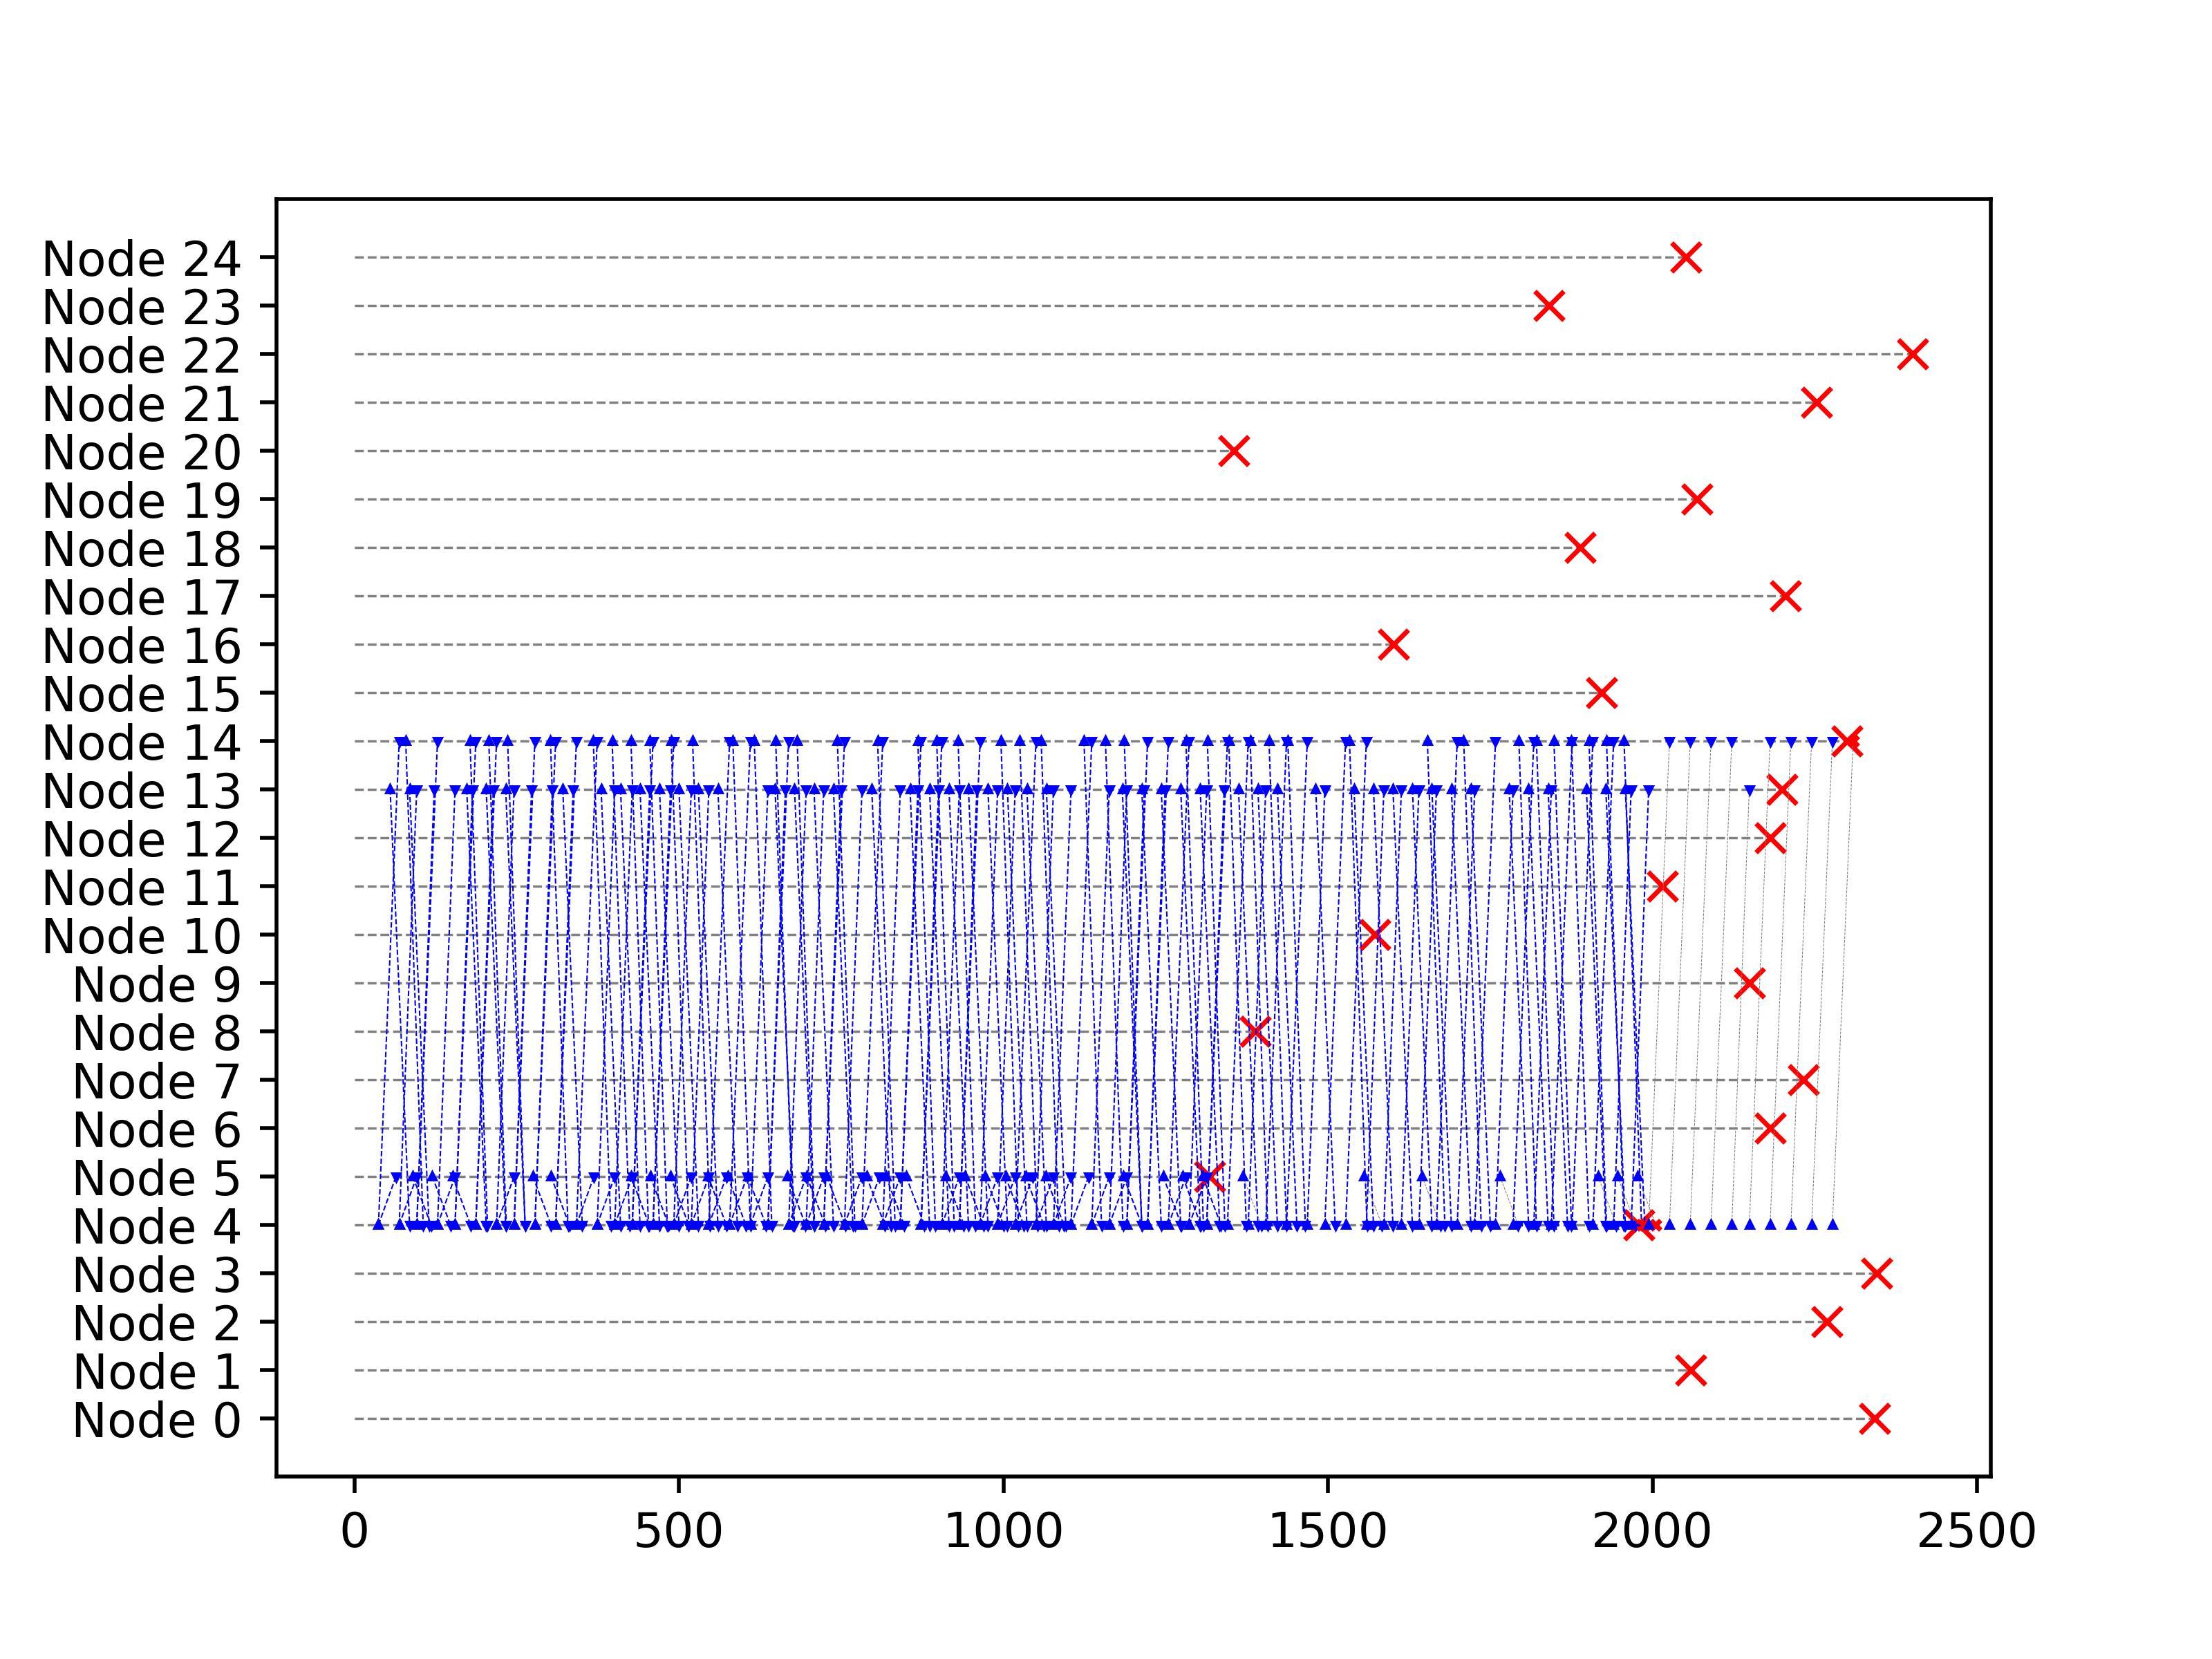 Node 24
Node 23
Node 22
Node 21
Node 20
Node 19
Node 18
Node 17
Node 16
Node 15
Node 14
Node 13
Node 12
Node 11
Node 10
Node 9
Node 8
Node 7
Node 6
Node 5
Node 4
Node 3
Node 2
Node 1
Node 0
0 500 1000 1500 2000 2500